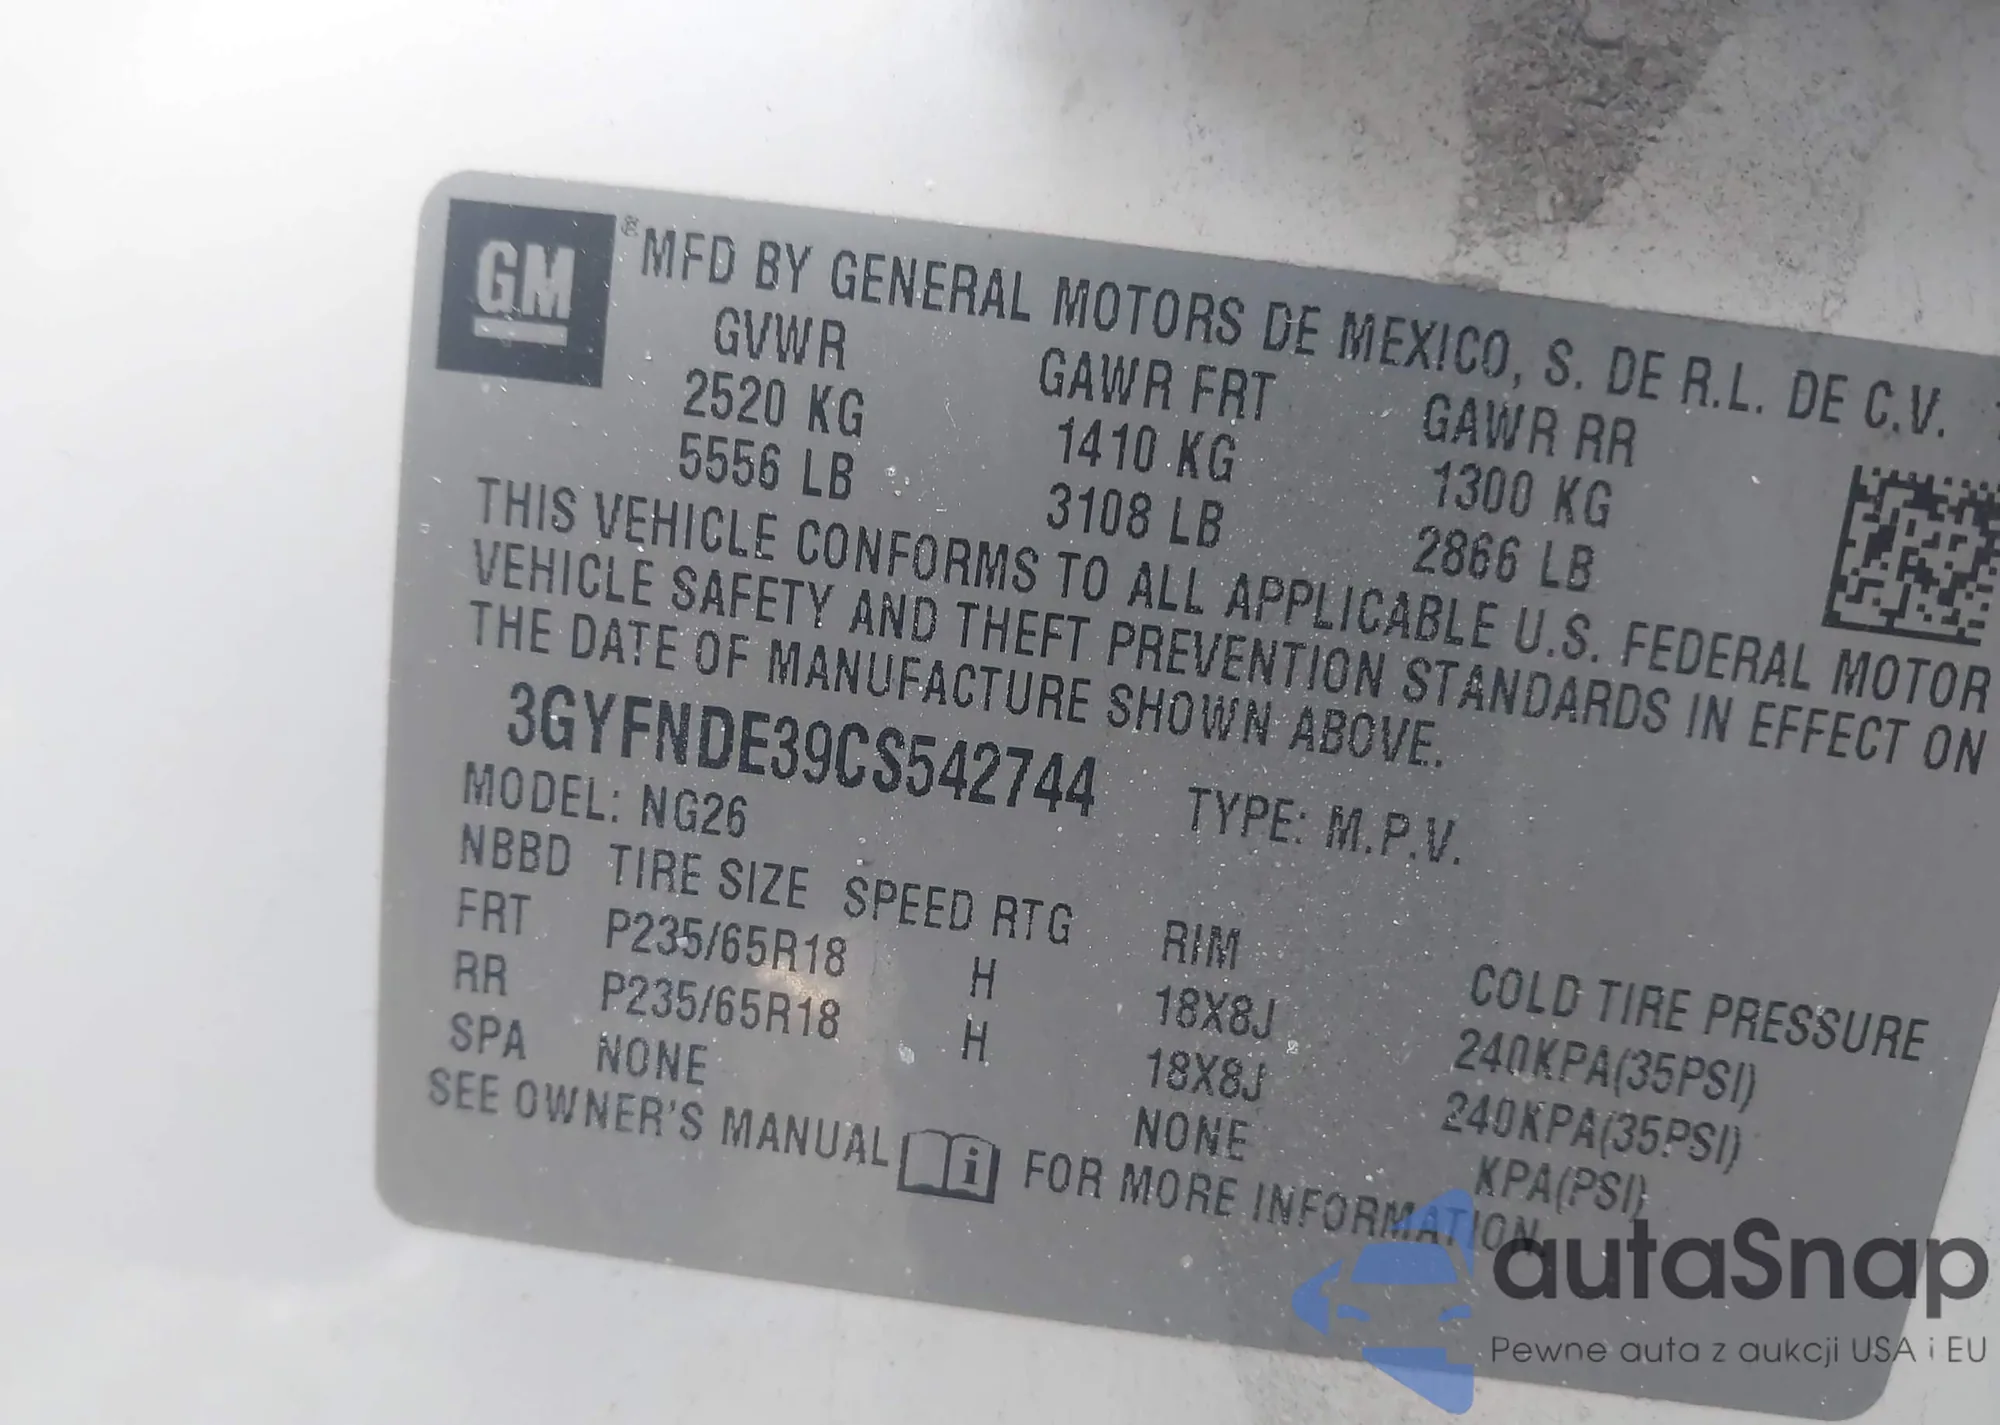 GM ® MFD BY GENERAL MOTORS DE MEXICO, S. DE R.L. DE C.V.
GVWR GAWR FRT GAWR RR
2520 KG 1410 KG 1300 KG
5556 LB 3108 LB 2866 LB
THIS VEHICLE CONFORMS TO ALL APPLICABLE U.S. FEDERAL MOTOR
VEHICLE SAFETY AND THEFT PREVENTION STANDARDS IN EFFECT ON
THE DATE OF MANUFACTURE SHOWN ABOVE.
3GYFNDE39CS542744 TYPE: M.P.V.
MODEL: NG26
NBBD TIRE SIZE SPEED RTG RIM COLD TIRE PRESSURE
FRT P235/65R18 H 18X8J 240KPA(35PSI)
RR P235/65R18 H 18X8J 240KPA(35PSI)
SPA NONE NONE KPA(PSI)
SEE OWNER'S MANUAL i FOR MORE INFORMATION.
autaSnap
Pewne auta z aukcji USA i EU